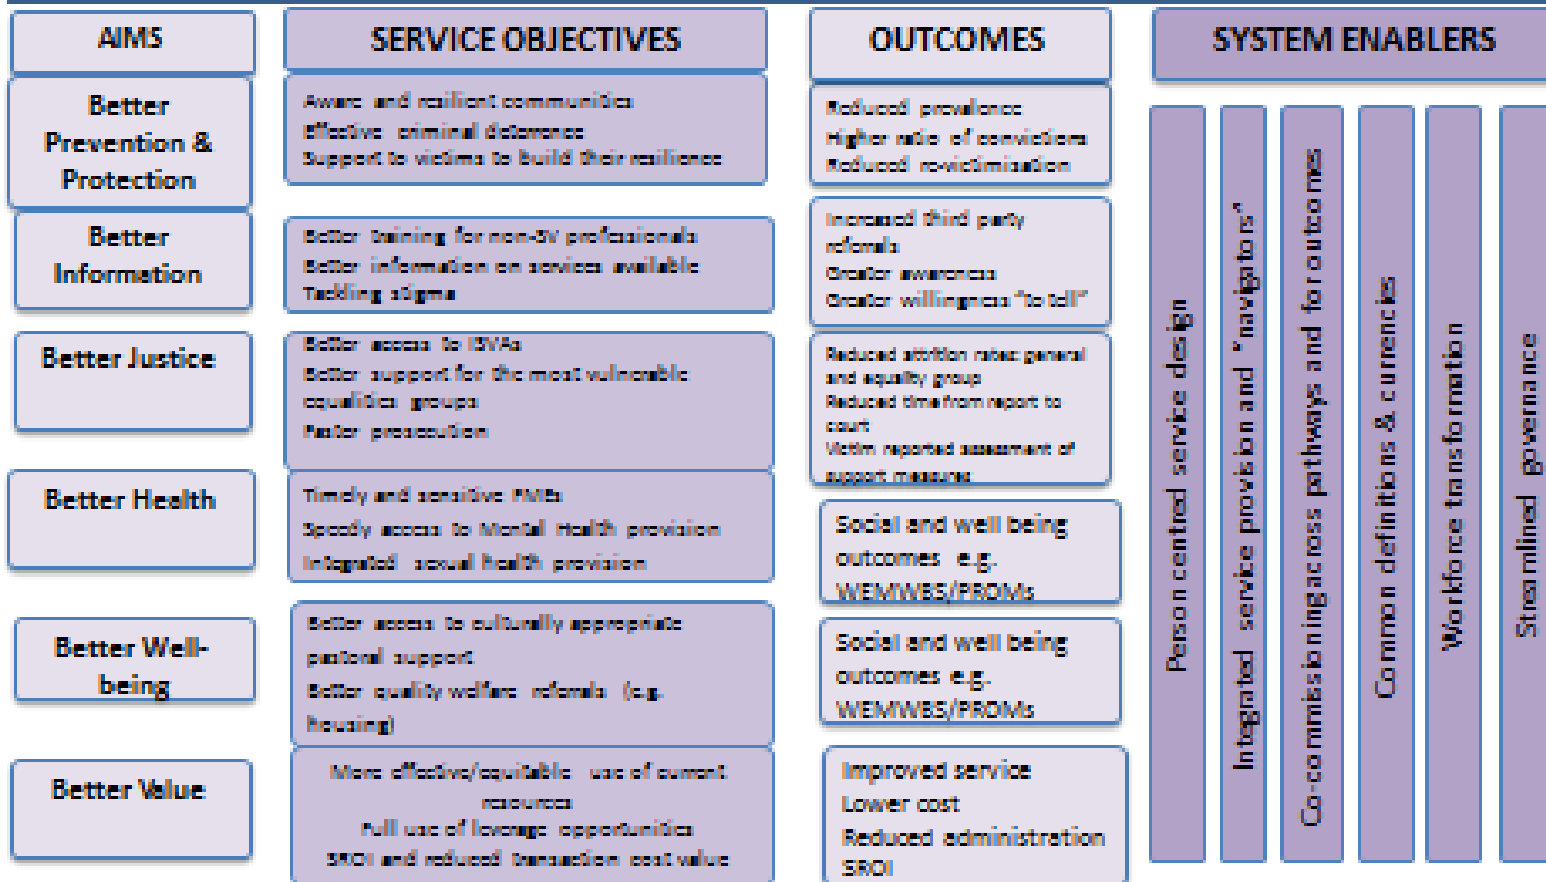 AIMS
SERVICE OBJECTIVES
OUTCOMES
SYSTEM ENABLERS
Better
Prevention &
Protection
Aware and resilient communities
Effective criminal deterrence
Support to victims to build their resilience
Reduced prevalence
Higher ratio of convictions
Reduced re-victimisation
Better
Information
Better training for non-SV professionals
Better information on services available
Tackling stigma
Increased third party
referrals
Greater awareness
Greater willingness "to tell"
Better Justice
Better access to ISVAs
Better support for the most vulnerable
equalities groups
Faster prosecution
Reduced attrition rates: general
and equality group
Reduced time from report to
court
Victim reported assessment of
support measures
Better Health
Timely and sensitive FMEs
Speedy access to Mental Health provision
Integrated sexual health provision
Social and well being
outcomes e.g.
WEMWBS/PROMs
Better Well-
being
Better access to culturally appropriate
pastoral support
Better quality welfare referrals (e.g.
housing)
Social and well being
outcomes e.g.
WEMWBS/PROMs
Better Value
More effective/equitable use of current
resources
Full use of leverage opportunities
SROI and reduced transaction cost value
Improved service
Lower cost
Reduced administration
SROI
Person centred service design
Integrated service provision and "navigators"
Co-commissioning across pathways and for outcomes
Common definitions & currencies
Workforce transformation
Streamlined governance